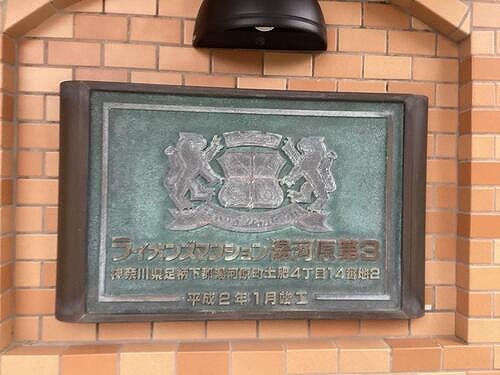 ライオンズマンション湯河原第3
神奈川県足柄下郡湯河原町土肥4丁目14番地2
平成2年1月竣工